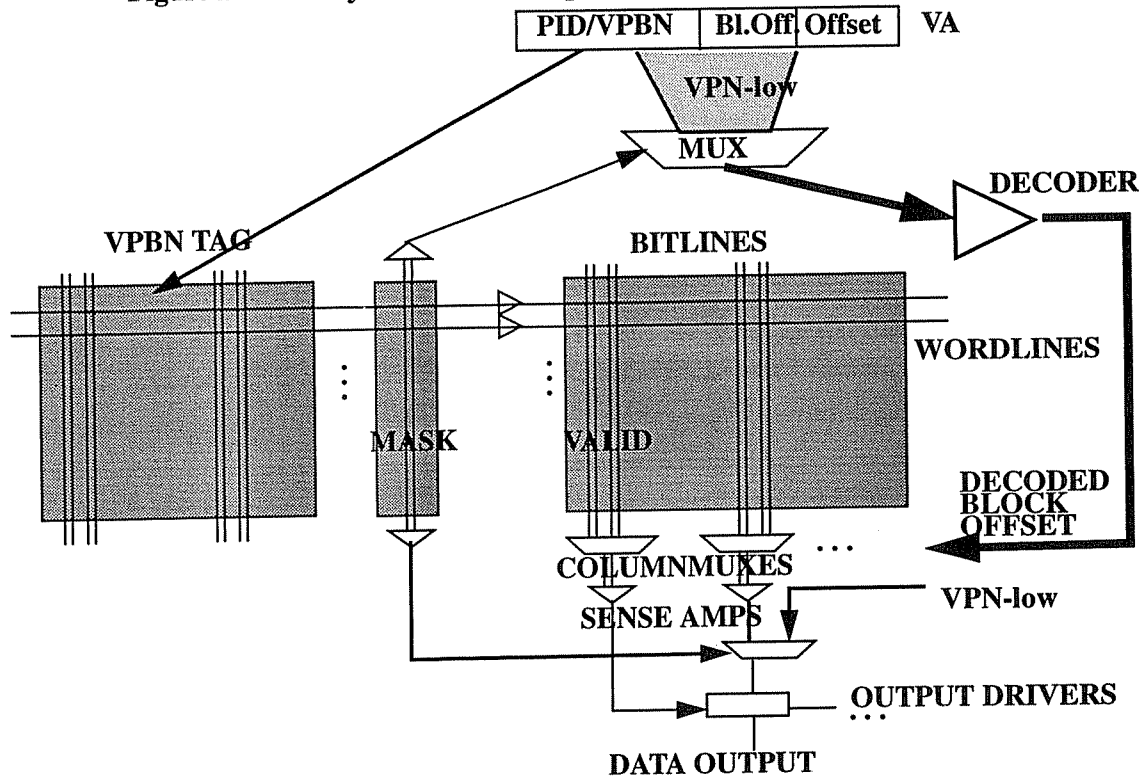 PID/VPBN Bl.Off. Offset VA
VPN-low
MUX
DECODER
VPBN TAG
BITLINES
WORDLINES
MASK
VALID
DECODED
BLOCK
OFFSET
COLUMNMUXES
VPN-low
SENSE AMPS
OUTPUT DRIVERS
DATA OUTPUT